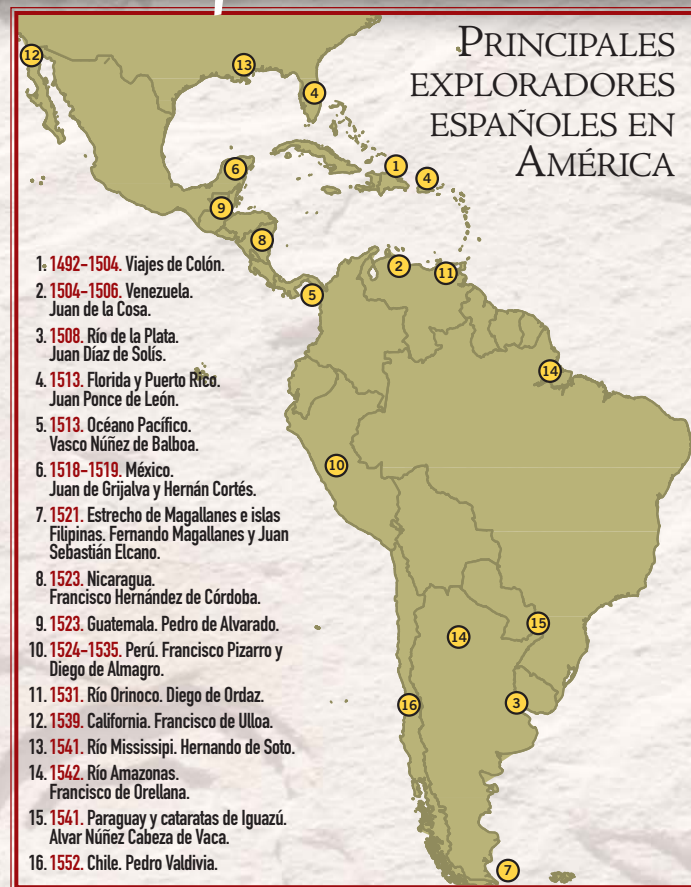 PRINCIPALES
EXPLORADORES
ESPAÑOLES EN
AMÉRICA
12
13
4
1
4
6
9
8
2
11
5
14
10
15
14
3
16
7
1. 1492-1504. Viajes de Colón.
2. 1504-1506. Venezuela.
Juan de la Cosa.
3. 1508. Río de la Plata.
Juan Díaz de Solís.
4. 1513. Florida y Puerto Rico.
Juan Ponce de León.
5. 1513. Océano Pacífico.
Vasco Núñez de Balboa.
6. 1518-1519. México.
Juan de Grijalva y Hernán Cortés.
7. 1521. Estrecho de Magallanes e islas
Filipinas. Fernando Magallanes y Juan
Sebastián Elcano.
8. 1523. Nicaragua.
Francisco Hernández de Córdoba.
9. 1523. Guatemala. Pedro de Alvarado.
10. 1524-1535. Perú. Francisco Pizarro y
Diego de Almagro.
11. 1531. Río Orinoco. Diego de Ordaz.
12. 1539. California. Francisco de Ulloa.
13. 1541. Río Mississipi. Hernando de Soto.
14. 1542. Río Amazonas.
Francisco de Orellana.
15. 1541. Paraguay y cataratas de Iguazú.
Alvar Núñez Cabeza de Vaca.
16. 1552. Chile. Pedro Valdivia.